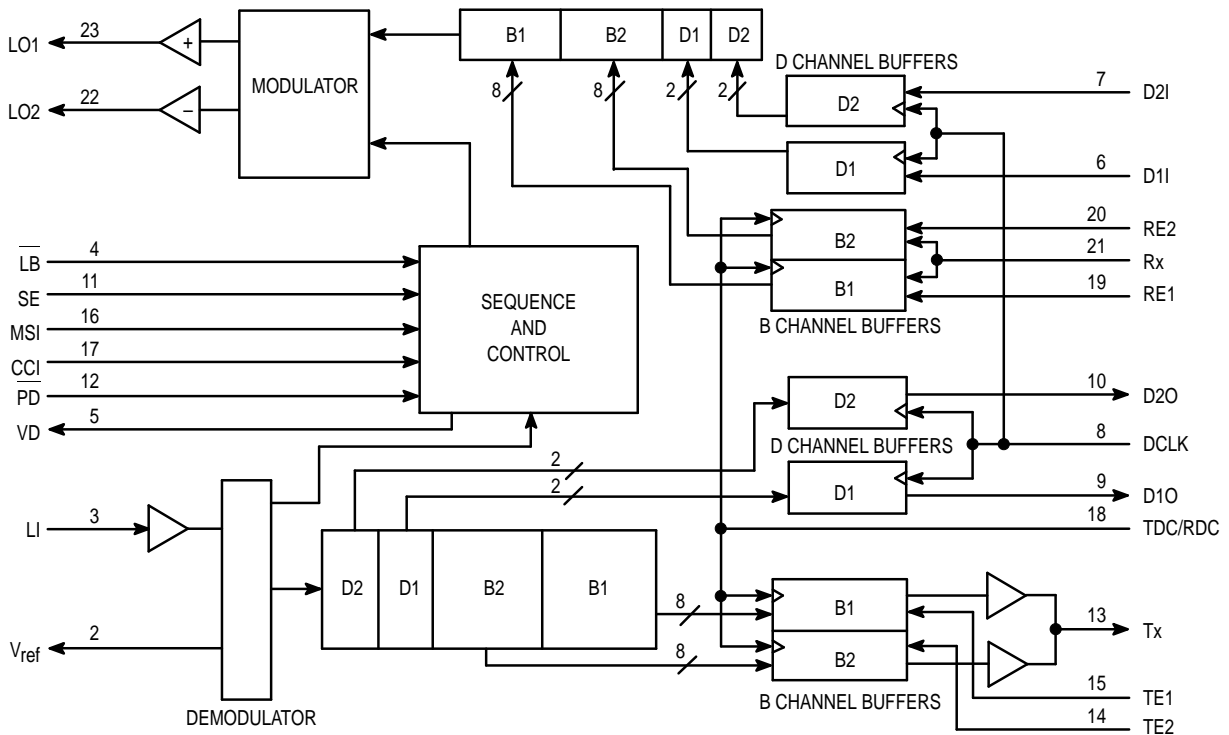 23
LO1
+
22
LO2
–
MODULATOR
B1
B2
D1
D2
8
8
2
2
D CHANNEL BUFFERS
D2
7
D2I
D1
6
D1I
20
RE2
B2
21
Rx
B1
19
RE1
B CHANNEL BUFFERS
LB
4
SE
11
MSI
16
CCI
17
PD
12
VD
5
SEQUENCE
AND
CONTROL
D2
10
D2O
D CHANNEL BUFFERS
8
DCLK
D1
9
D1O
2
2
18
TDC/RDC
LI
3
Vref
2
DEMODULATOR
D2
D1
B2
B1
8
8
B1
B2
13
Tx
B CHANNEL BUFFERS
15
TE1
14
TE2